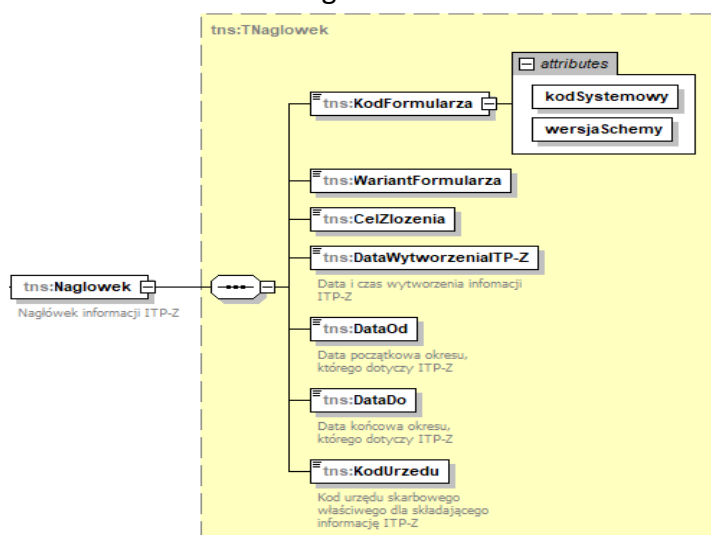 tns:TNaglowek
attributes
kodSystemowy
wersjaSchemy
tns:KodFormularza
tns:WariantFormularza
tns:CelZlozenia
tns:DataWytworzeniaITP-Z
Data i czas wytworzenia infomacji
ITP-Z
tns:Naglowek
Nagłówek informacji ITP-Z
tns:DataOd
Data początkowa okresu,
którego dotyczy ITP-Z
tns:DataDo
Data końcowa okresu,
którego dotyczy ITP-Z
tns:KodUrzedu
Kod urzędu skarbowego
właściwego dla składającego
informację ITP-Z